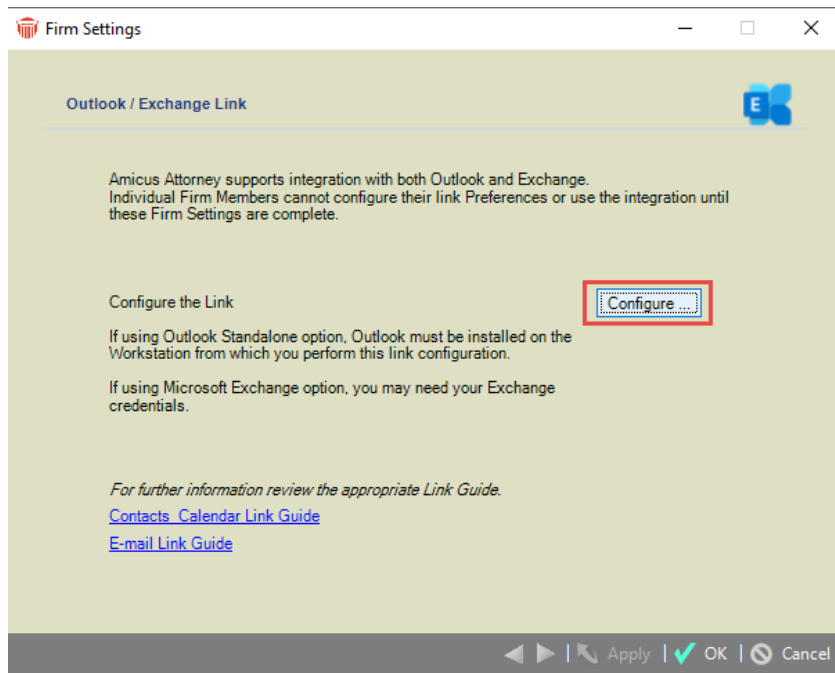 Firm Settings
Outlook / Exchange Link
E
Amicus Attorney supports integration with both Outlook and Exchange.
Individual Firm Members cannot configure their link Preferences or use the integration until
these Firm Settings are complete.
Configure the Link
Configure ...
If using Outlook Standalone option, Outlook must be installed on the
Workstation from which you perform this link configuration.
If using Microsoft Exchange option, you may need your Exchange
credentials.
For further information review the appropriate Link Guide.
Contacts Calendar Link Guide
E-mail Link Guide
Apply OK Cancel